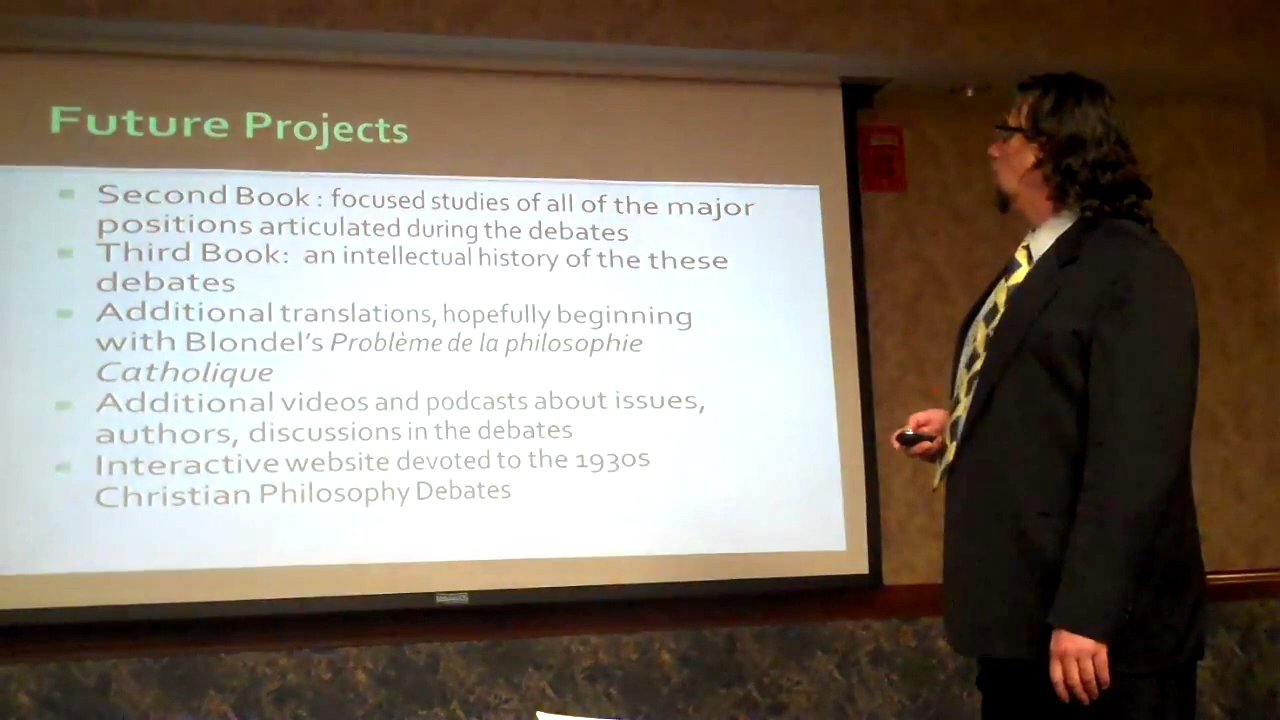 Future Projects
Second Book : focused studies of all of the major
positions articulated during the debates
Third Book: an intellectual history of the these
debates
Additional translations, hopefully beginning
with Blondel's Problème de la philosophie
Catholique
Additional videos and podcasts about issues,
authors, discussions in the debates
Interactive website devoted to the 1930s
Christian Philosophy Debates